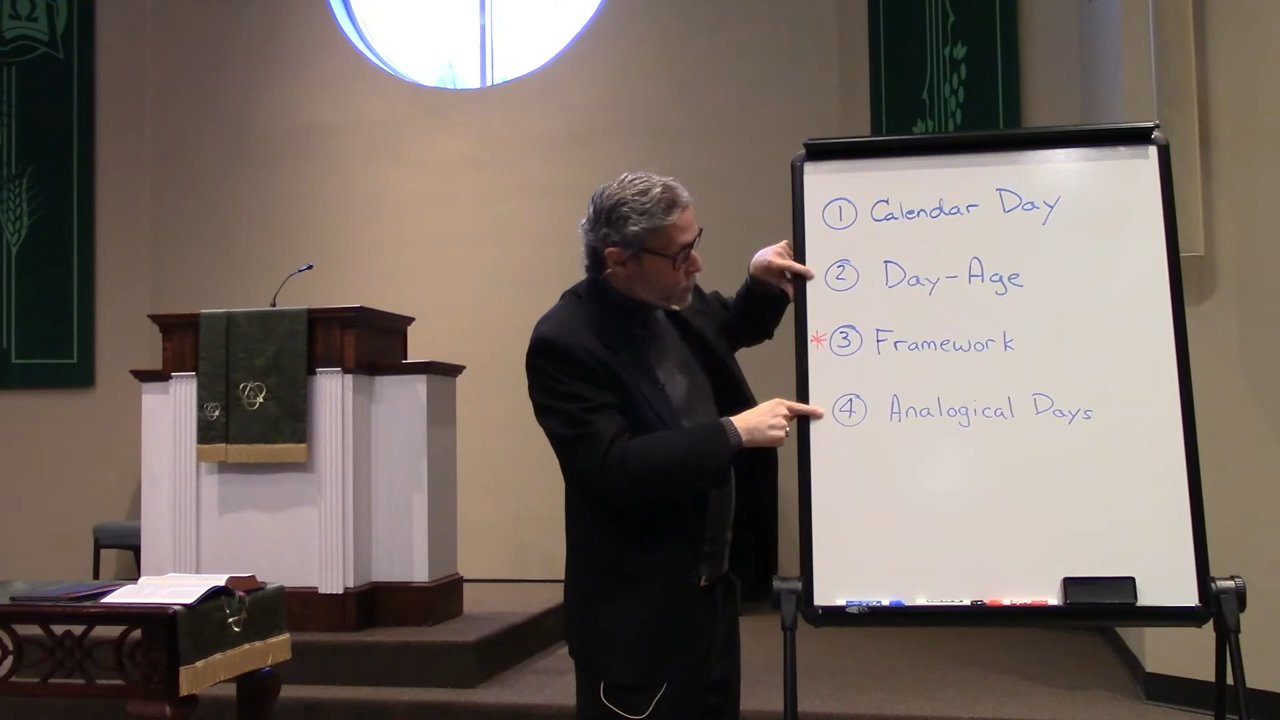 Ω
① Calendar Day
② Day-Age
* ③ Framework
④ Analogical Days